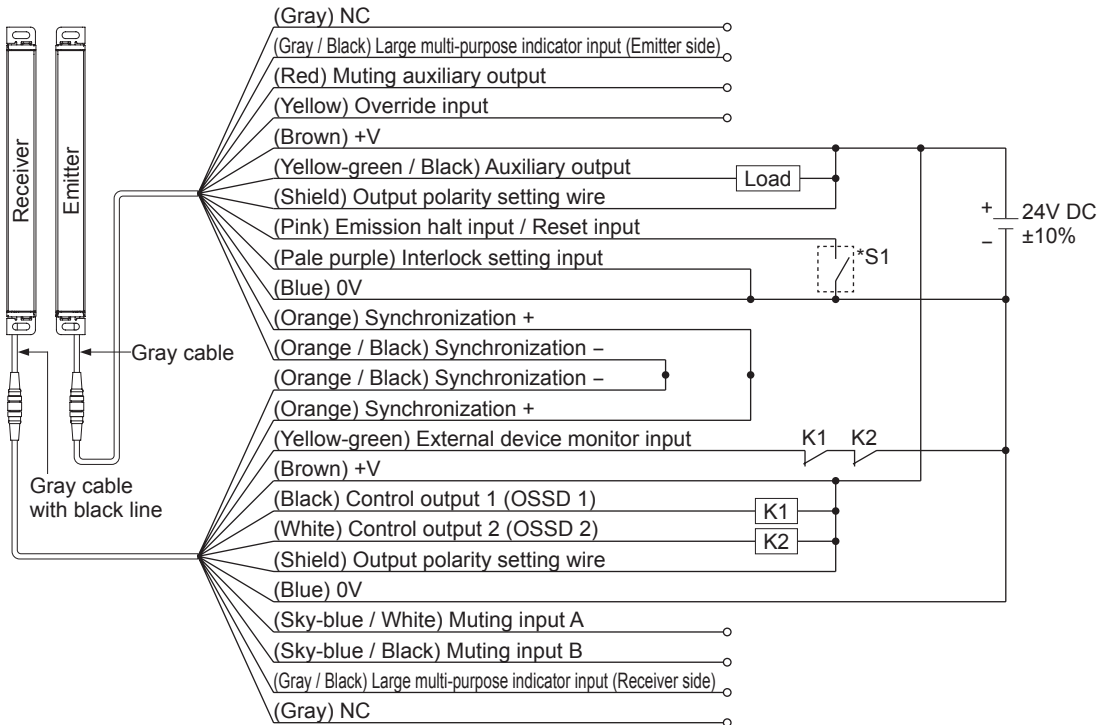 (Gray) NC
(Gray / Black) Large multi-purpose indicator input (Emitter side)
(Red) Muting auxiliary output
(Yellow) Override input
(Brown) +V
(Yellow-green / Black) Auxiliary output
Load
(Shield) Output polarity setting wire
(Pink) Emission halt input / Reset input
(Pale purple) Interlock setting input
(Blue) 0V
(Orange) Synchronization +
(Orange / Black) Synchronization −
(Orange / Black) Synchronization −
(Orange) Synchronization +
(Yellow-green) External device monitor input
K1 K2
(Brown) +V
(Black) Control output 1 (OSSD 1)
K1
(White) Control output 2 (OSSD 2)
K2
(Shield) Output polarity setting wire
(Blue) 0V
(Sky-blue / White) Muting input A
(Sky-blue / Black) Muting input B
(Gray / Black) Large multi-purpose indicator input (Receiver side)
(Gray) NC
Receiver
Emitter
Gray cable
Gray cable
with black line
*S1
+
−
24V DC
±10%